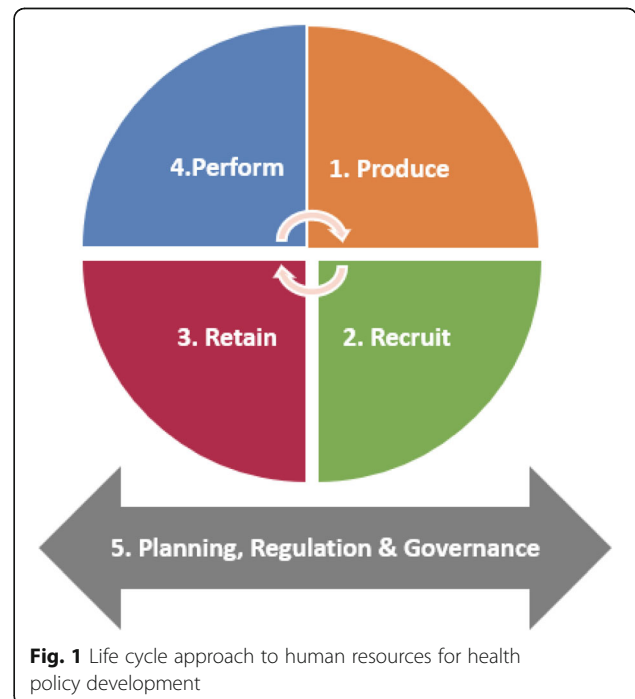 4.Perform
1. Produce
3. Retain
2. Recruit
5. Planning, Regulation & Governance
Fig. 1 Life cycle approach to human resources for health
policy development